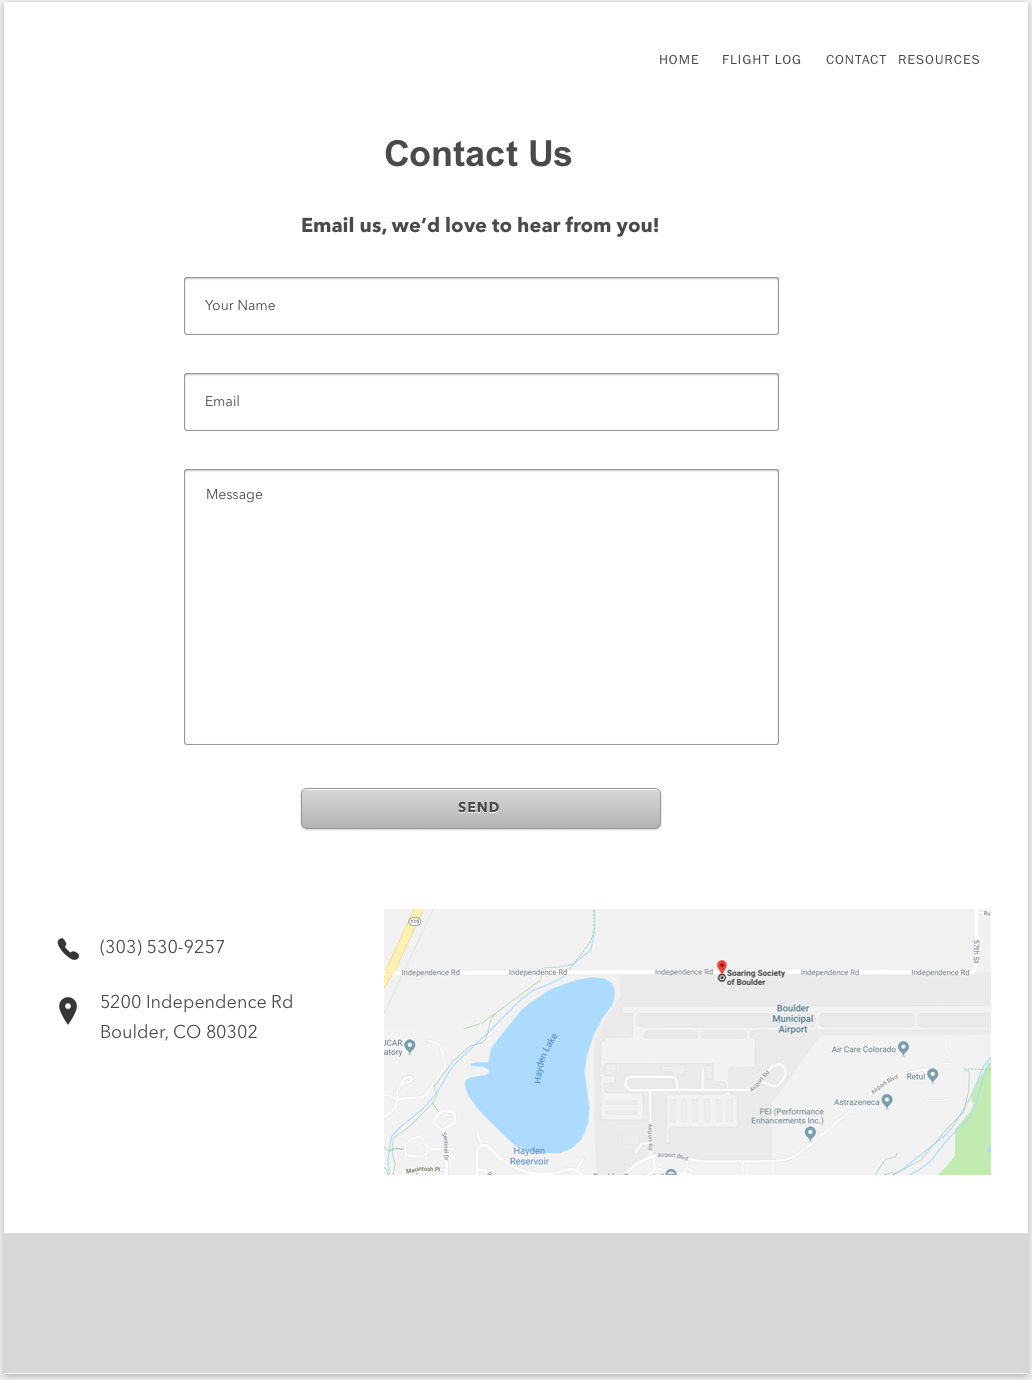 HOME FLIGHT LOG CONTACT RESOURCES
Contact Us
Email us, we’d love to hear from you!
Your Name
Email
Message
SEND
(303) 530-9257
5200 Independence Rd
Boulder, CO 80302
119
57th St
Independence Rd
Independence Rd
Independence Rd
Independence Rd
Independence Rd
Soaring Society
of Boulder
Boulder
Municipal
Airport
Hayden Lake
UCAR
atory
Air Care Colorado
Retul
Airport Rd
Airport Blvd
Astrazeneca
PEI (Performance
Enhancements Inc.)
Airport Rd
Sentinel Dr
Hayden
Reservoir
Airport Blvd
Macintosh Pl